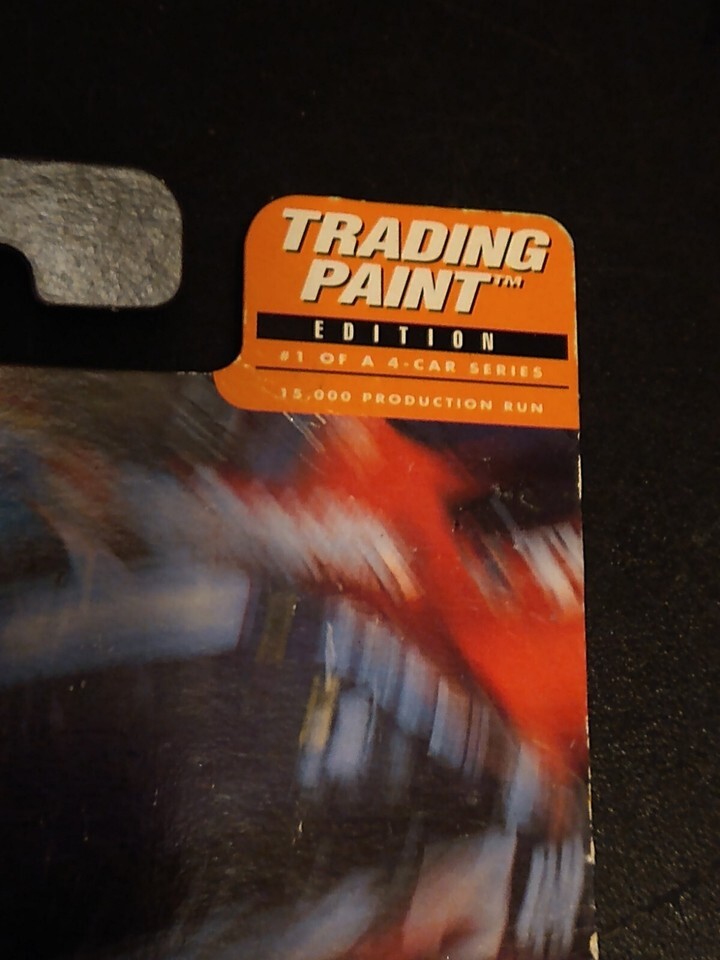 TRADING
PAINT™
EDITION
#1 OF A 4-CAR SERIES
15,000 PRODUCTION RUN